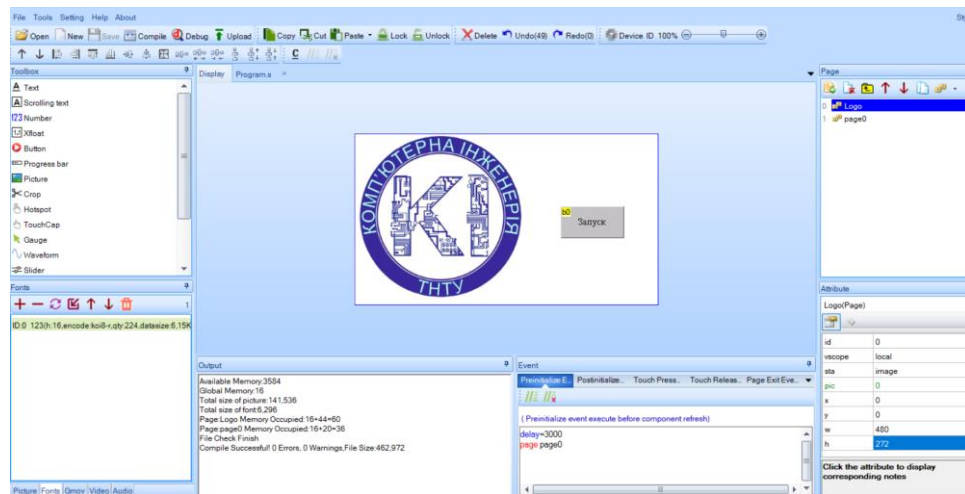 File Tools Setting Help About
Open New Save Compile Debug Upload Copy Cut Paste Lock Unlock Delete Undo(49) Redo(0) Device ID 100%
Toolbox
Text
Scrolling text
Number
Xfloat
Button
Progress bar
Picture
Crop
Hotspot
TouchCap
Gauge
Waveform
Slider
Fonts
1
ID:0 123(h:16,encode:koi8-r,qty:224,datasize:6,15K
Picture Fonts Gmov Video Audio
Display Program.s
КОМП'ЮТЕРНА ІНЖЕНЕРІЯ
КІ
ТНТУ
b0
Запуск
Output
Available Memory:3584
Global Memory:16
Total size of picture:141,536
Total size of font:6,296
Page:Logo Memory Occupied:16+44=60
Page:page0 Memory Occupied:16+20=36
File Check Finish
Compile Successful! 0 Errors, 0 Warnings,File Size:462,972
Event
Preinitialize E... Postinitialize... Touch Press... Touch Releas... Page Exit Eve...
( Preinitialize event execute before component refresh)
delay=3000
page page0
Page
0 Logo
1 page0
Attribute
Logo(Page)
id 0
vscope local
sta image
pic 0
x 0
y 0
w 480
h 272
Click the attribute to display
corresponding notes